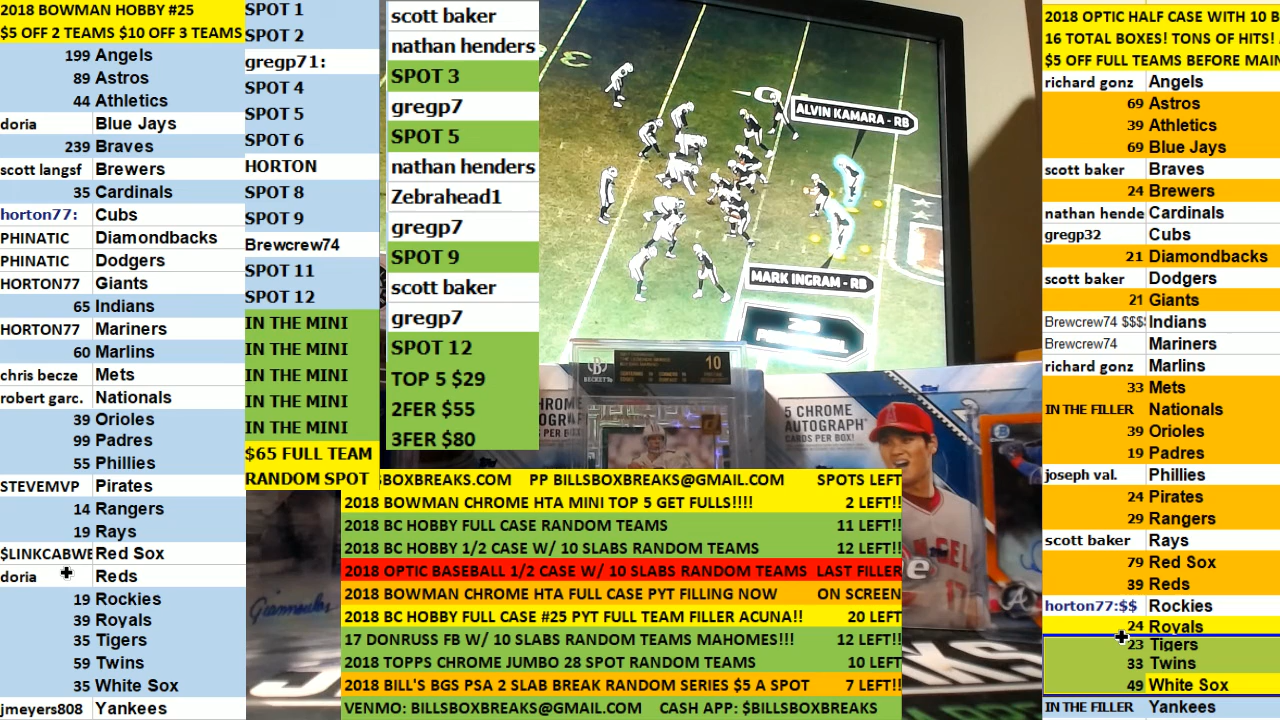 2018 BOWMAN HOBBY #25
$5 OFF 2 TEAMS $10 OFF 3 TEAMS
199 Angels
89 Astros
44 Athletics
doria Blue Jays
239 Braves
scott langsf Brewers
35 Cardinals
horton77: Cubs
PHINATIC Diamondbacks
PHINATIC Dodgers
HORTON77 Giants
65 Indians
HORTON77 Mariners
60 Marlins
chris becze Mets
robert garc. Nationals
39 Orioles
99 Padres
55 Phillies
STEVEMVP Pirates
14 Rangers
19 Rays
$LINKCABWE Red Sox
doria Reds
19 Rockies
39 Royals
35 Tigers
59 Twins
35 White Sox
jmeyers808 Yankees
SPOT 1
SPOT 2
gregp71:
SPOT 4
SPOT 5
SPOT 6
HORTON
SPOT 8
SPOT 9
Brewcrew74
SPOT 11
SPOT 12
IN THE MINI
IN THE MINI
IN THE MINI
IN THE MINI
IN THE MINI
$65 FULL TEAM
RANDOM SPOT
scott baker
nathan henders
SPOT 3
gregp7
SPOT 5
nathan henders
Zebrahead1
gregp7
SPOT 9
scott baker
gregp7
SPOT 12
TOP 5 $29
2FER $55
3FER $80
ALVIN KAMARA - RB
MARK INGRAM - RB
BECKETT
10
5 CHROME
AUTOGRAPH
CARDS PER BOX!
$BOXBREAKS.COM PP BILLSBOXBREAKS@GMAIL.COM SPOTS LEFT
2018 BOWMAN CHROME HTA MINI TOP 5 GET FULLS!!!! 2 LEFT!!
2018 BC HOBBY FULL CASE RANDOM TEAMS 11 LEFT!!
2018 BC HOBBY 1/2 CASE W/ 10 SLABS RANDOM TEAMS 12 LEFT!!
2018 OPTIC BASEBALL 1/2 CASE W/ 10 SLABS RANDOM TEAMS LAST FILLER
2018 BOWMAN CHROME HTA FULL CASE PYT FILLING NOW ON SCREEN
2018 BC HOBBY FULL CASE #25 PYT FULL TEAM FILLER ACUNA!! 20 LEFT!!
17 DONRUSS FB W/ 10 SLABS RANDOM TEAMS MAHOMES!!! 12 LEFT!!
2018 TOPPS CHROME JUMBO 28 SPOT RANDOM TEAMS 10 LEFT!!
2018 BILL'S BGS PSA 2 SLAB BREAK RANDOM SERIES $5 A SPOT 7 LEFT!!
VENMO: BILLSBOXBREAKS@GMAIL.COM CASH APP: $BILLSBOXBREAKS
2018 OPTIC HALF CASE WITH 10 B
16 TOTAL BOXES! TONS OF HITS!
$5 OFF FULL TEAMS BEFORE MAIN
richard gonz Angels
69 Astros
39 Athletics
69 Blue Jays
scott baker Braves
24 Brewers
nathan hende Cardinals
gregp32 Cubs
21 Diamondbacks
scott baker Dodgers
21 Giants
Brewcrew74 $$$ Indians
Brewcrew74 Mariners
richard gonz Marlins
33 Mets
IN THE FILLER Nationals
39 Orioles
19 Padres
joseph val. Phillies
24 Pirates
29 Rangers
scott baker Rays
79 Red Sox
39 Reds
horton77:$$ Rockies
24 Royals
23 Tigers
33 Twins
49 White Sox
IN THE FILLER Yankees